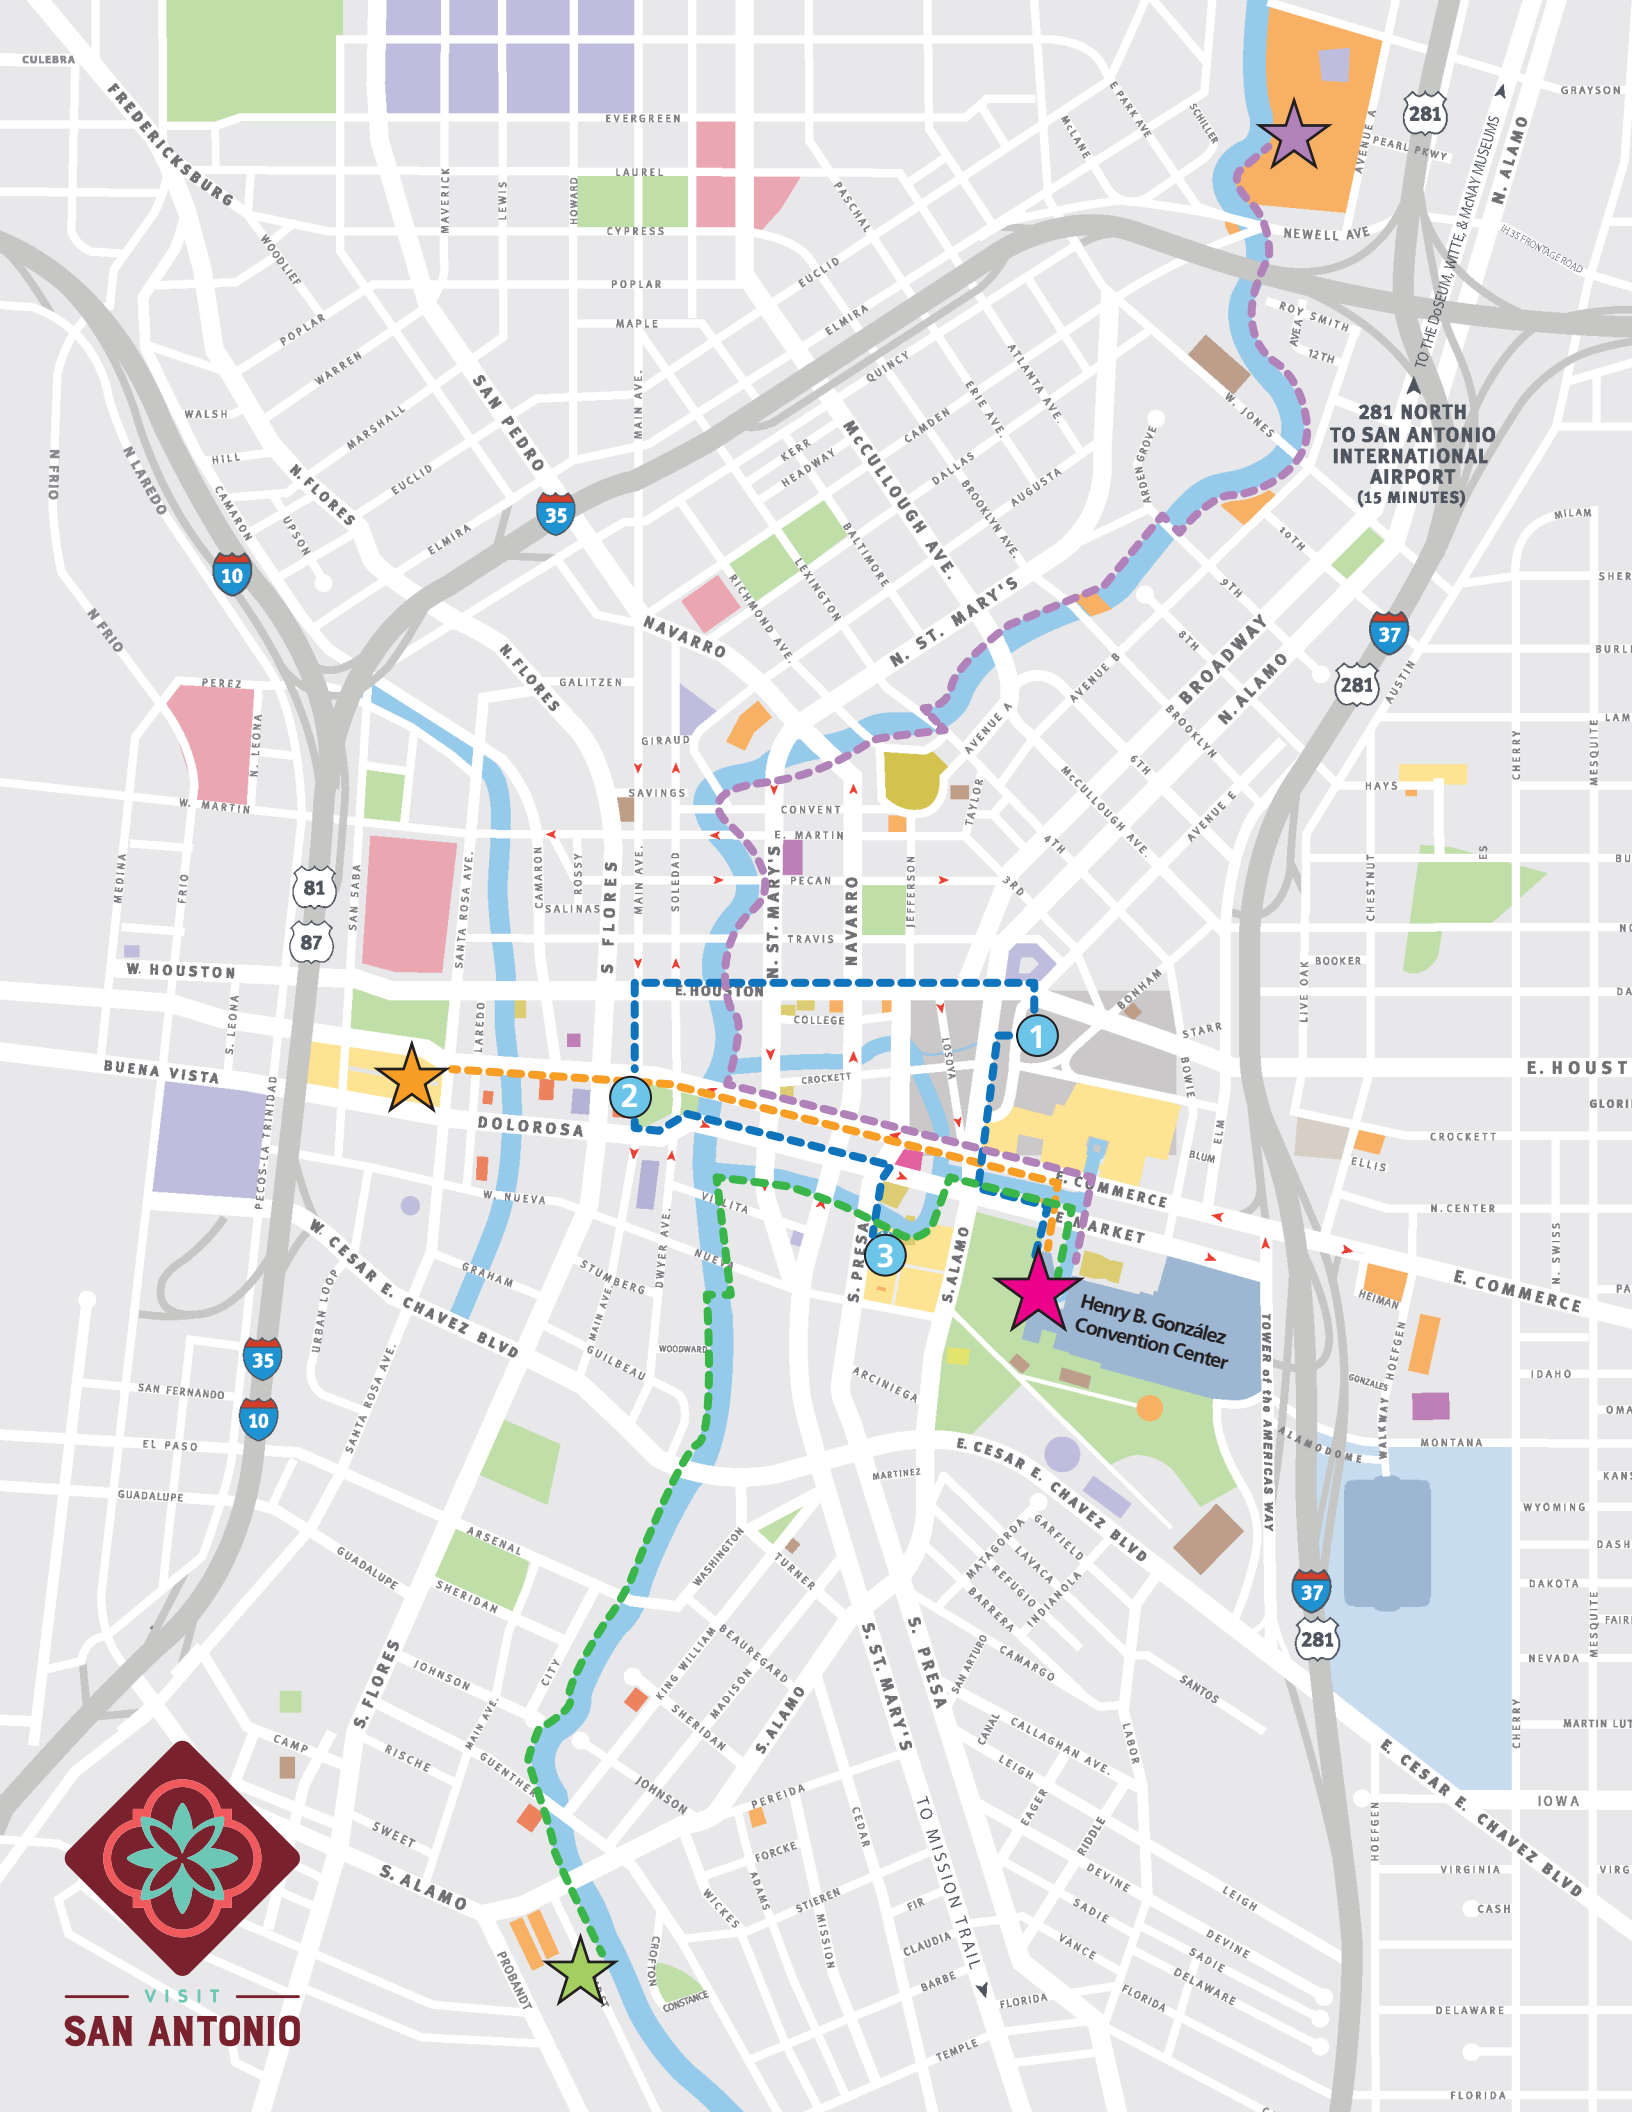 CULEBRA
FREDERICKSBURG
EVERGREEN
LAUREL
CYPRESS
POPLAR
MAPLE
MAVERICK
LEWIS
HOWARD
PASCHAL
E PARK AVE
McLANE
SCHILLER
AVENUE A
PEARL PKWY
281
GRAYSON
N. ALAMO
TO THE DoSEUM, WITTE, & McNAY MUSEUMS
IH 35 FRONTAGE ROAD
NEWELL AVE
WOODLIEF
POPLAR
WARREN
EUCLID
ELMIRA
QUINCY
ROY SMITH
AVE A
12TH
WALSH
HILL
MARSHALL
EUCLID
SAN PEDRO
MAIN AVE.
KERR
HEADWAY
McCULLOUGH AVE.
CAMDEN
ERIE AVE.
ATLANTA AVE.
DALLAS
BROOKLYN AVE.
AUGUSTA
ARDEN GROVE
W. JONES
281 NORTH
TO SAN ANTONIO
INTERNATIONAL
AIRPORT
(15 MINUTES)
N FRIO
N LAREDO
CAMARON
N. FLORES
UPSON
ELMIRA
35
10
BALTIMORE
LEXINGTON
RICHMOND AVE.
10TH
MILAM
SHER
9TH
8TH
37
281
BURL
N FRIO
NAVARRO
N. ST. MARY'S
BROADWAY
N. ALAMO
AUSTIN
PEREZ
N. LEONA
N. FLORES
GALITZEN
GIRAUD
AVENUE B
AVENUE A
BROOKLYN
6TH
LAM
MESQUITE
CHERRY
HAYS
W. MARTIN
SAVINGS
CONVENT
E. MARTIN
PECAN
TAYLOR
McCULLOUGH AVE.
AVENUE E
4TH
3RD
BU
ES
MEDINA
FRIO
81
87
SAN SABA
SANTA ROSA AVE.
CAMARON
ROSSY
SALINAS
S FLORES
MAIN AVE.
SOLEDAD
N. ST. MARY'S
NAVARRO
JEFFERSON
TRAVIS
CHESTNUT
NO
BOOKER
LIVE OAK
DA
W. HOUSTON
E. HOUSTON
BONHAM
STARR
S. LEONA
LAREDO
COLLEGE
CROCKETT
LOSOYA
1
BOWIE
E. HOUST
BUENA VISTA
2
DOLOROSA
GLORI
CROCKETT
ELLIS
ELM
BLUM
PECOS-LA TRINIDAD
W. NUEVA
VILLITA
E. COMMERCE
E. MARKET
N. CENTER
N. SWISS
W. CESAR E. CHAVEZ BLVD
GRAHAM
STUMBERG
DWYER AVE.
NUEVA
S. PRESA
3
S. ALAMO
Henry B. González
Convention Center
E. COMMERCE
HEIMAN
PA
URBAN LOOP
MAIN AVE.
GUILBEAU
WOODWARD
ARCINIEGA
TOWER of the AMERICAS WAY
HOEFGEN
GONZALES
IDAHO
35
10
SAN FERNANDO
SANTA ROSA AVE.
EL PASO
GUADALUPE
MARTINEZ
E. CESAR E. CHAVEZ BLVD
ALAMODOME
WALKWAY
OMA
MONTANA
KANS
WYOMING
DASH
DAKOTA
MESQUITE
FAIR
NEVADA
ARSENAL
GUADALUPE
SHERIDAN
WASHINGTON
TURNER
MATAGORDA
GARFIELD
LAVACA
REFUGIO
INDIANOLA
BARRERA
37
281
CAMARGO
SAN ARTURO
SANTOS
JOHNSON
CITY
KING WILLIAM
BEAUREGARD
MADISON
SHERIDAN
S. ALAMO
S. ST. MARY'S
S. PRESA
S. FLORES
MAIN AVE.
CAMP
RISCHE
GUENTHER
JOHNSON
CANAL
CALLAGHAN AVE.
LABOR
LEIGH
EAGER
RIDDLE
CHERRY
MARTIN LUT
E. CESAR E. CHAVEZ BLVD
IOWA
HOEFGEN
SWEET
S. ALAMO
PEREIDA
CEDAR
FORCKE
ADAMS
STIEREN
WICKES
MISSION
TO MISSION TRAIL
FIR
CLAUDIA
BARBE
DEVINE
SADIE
VANCE
LEIGH
DEVINE
SADIE
DELAWARE
VIRGINIA
VIRG
CASH
PROBANDT
CROFTON
CONSTANCE
FLORIDA
FLORIDA
TEMPLE
DELAWARE
FLORIDA
VISIT
SAN ANTONIO